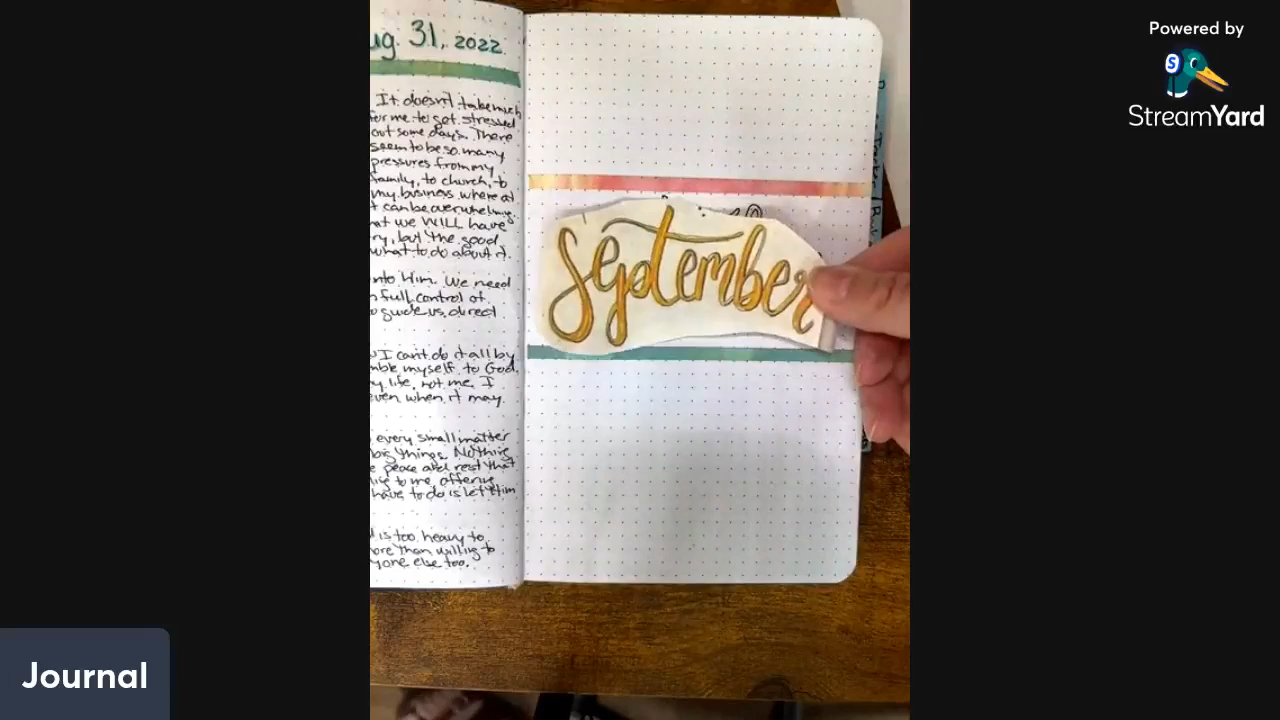 ug. 31, 2022
It doesn't take much
for me to get stressed
out some days. There
seem to be so many
pressures from my
family, to church, to
my business where at
t can be overwhelming.
hat we WILL have
ry, but the good
what to do about it.
nto Him. We need
n full control of
o guide us, direct
I can't do it all by
mble myself to God.
y life, not me. I
even when it may
every small matter
big things. Nothing
e peace and rest that
me offering
have to do is let Him
is too heavy to
ore than willing to
yone else too.
September
Powered by
S
StreamYard
Journal